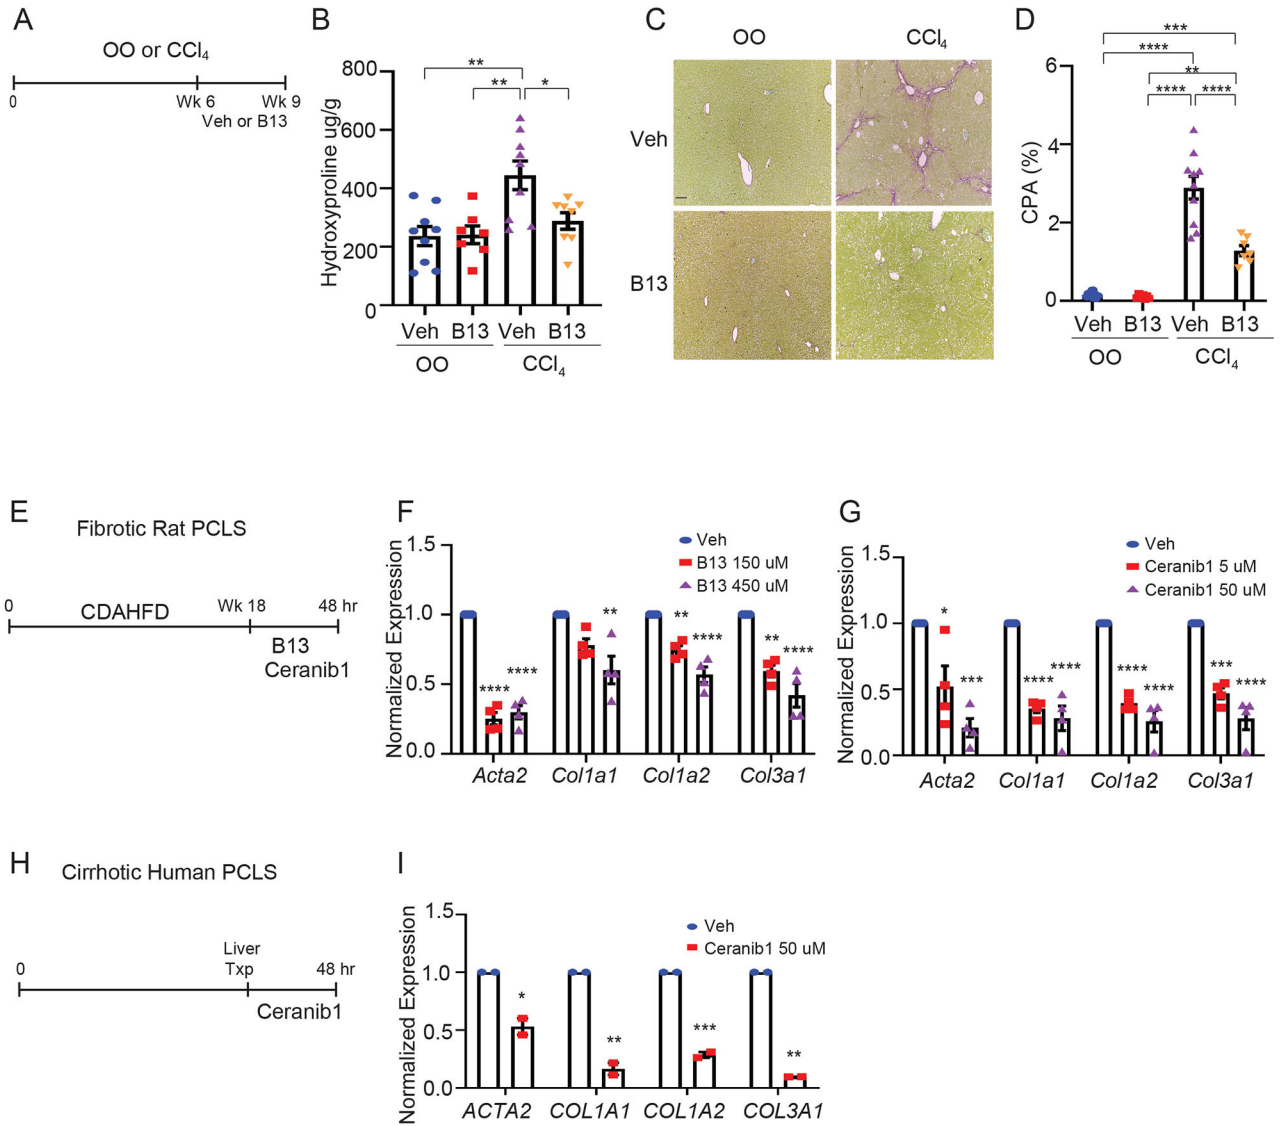 A
OO or CCl4
0
Wk 6
Wk 9
Veh or B13
B
Hydroxyproline ug/g
800
600
400
200
0
**
**
*
Veh
B13
Veh
B13
OO
CCl4
C
OO
CCl4
Veh
B13
D
CPA (%)
6
4
2
0
***
****
**
****
****
Veh
B13
Veh
B13
OO
CCl4
E
Fibrotic Rat PCLS
0
CDAHFD
Wk 18
48 hr
B13
Ceranib1
F
Normalized Expression
1.5
1.0
0.5
0.0
Veh
B13 150 uM
B13 450 uM
****
****
**
**
****
**
****
Acta2
Col1a1
Col1a2
Col3a1
G
Normalized Expression
1.5
1.0
0.5
0.0
Veh
Ceranib1 5 uM
Ceranib1 50 uM
*
***
****
****
****
****
***
****
Acta2
Col1a1
Col1a2
Col3a1
H
Cirrhotic Human PCLS
0
Liver
Txp
48 hr
Ceranib1
I
Normalized Expression
1.5
1.0
0.5
0.0
Veh
Ceranib1 50 uM
*
**
***
**
ACTA2
COL1A1
COL1A2
COL3A1